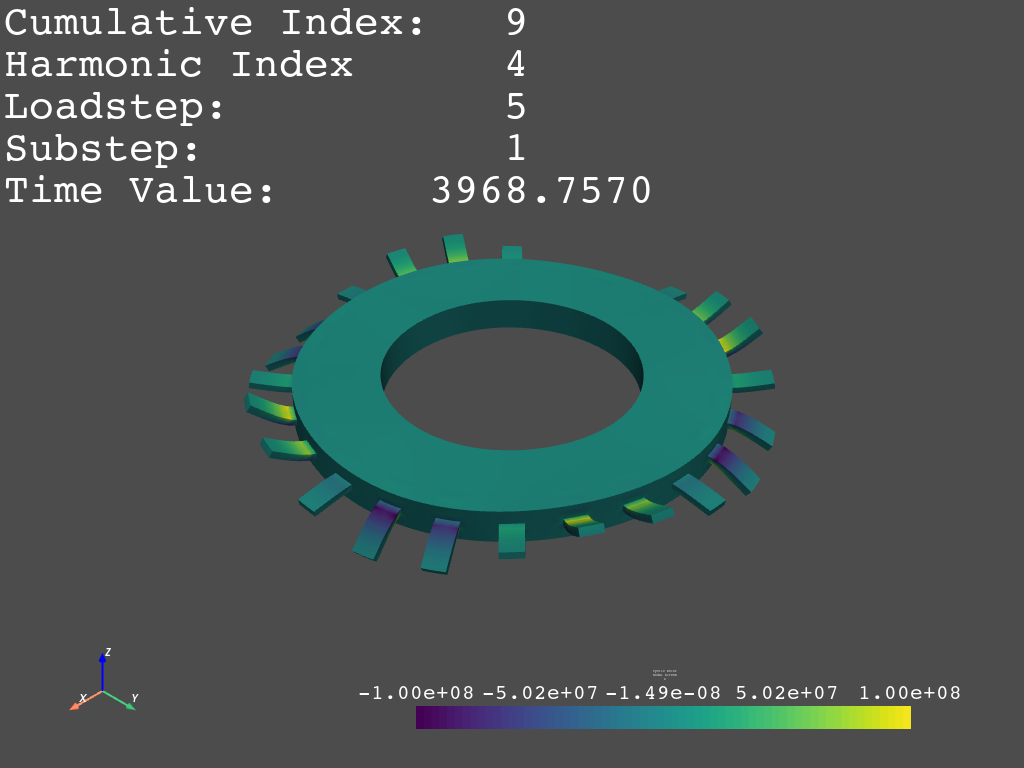 Cumulative Index: 9
Harmonic Index 4
Loadstep: 5
Substep: 1
Time Value: 3968.7570
Z
X
Y
-1.00e+08 -5.02e+07 -1.49e-08 5.02e+07 1.00e+08